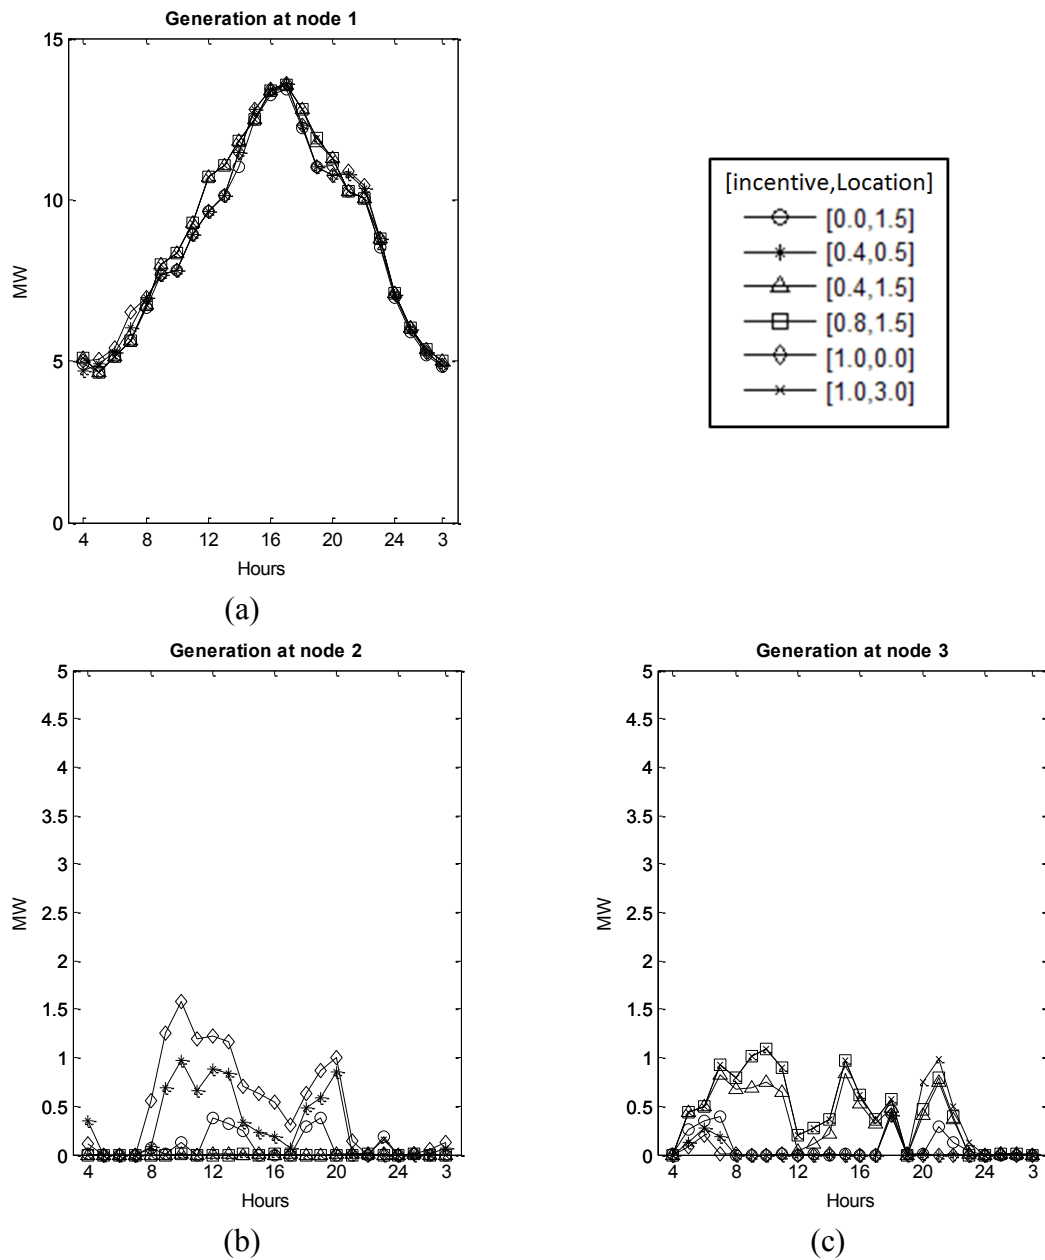 Generation at node 1
15
10
5
0
MW
4 8 12 16 20 24 3
Hours
(a)
[incentive,Location]
[0.0,1.5]
[0.4,0.5]
[0.4,1.5]
[0.8,1.5]
[1.0,0.0]
[1.0,3.0]
Generation at node 2
5
4.5
4
3.5
3
2.5
2
1.5
1
0.5
0
MW
4 8 12 16 20 24 3
Hours
(b)
Generation at node 3
5
4.5
4
3.5
3
2.5
2
1.5
1
0.5
0
MW
4 8 12 16 20 24 3
Hours
(c)